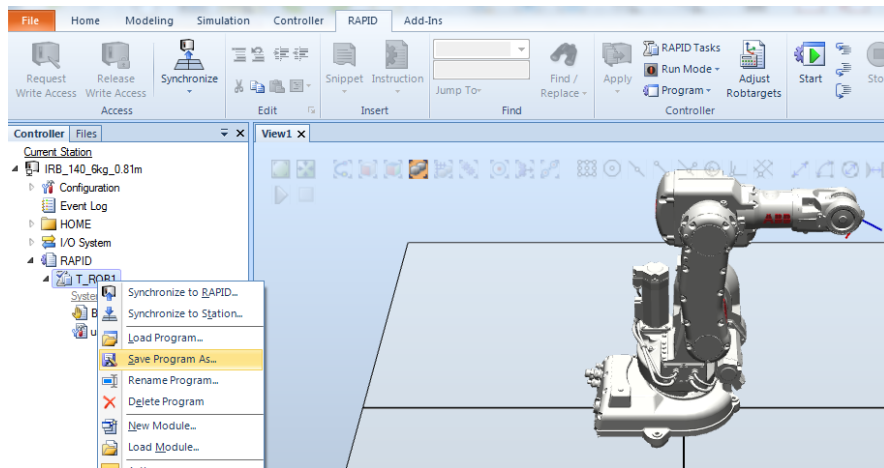 File Home Modeling Simulation Controller RAPID Add-Ins
Request Write Access
Release Write Access
Synchronize
Snippet Instruction
Jump To
Find / Replace
Apply
RAPID Tasks
Run Mode
Program
Adjust Robtargets
Start
Access Edit Insert Find Controller
Controller Files
View1
Current Station
IRB_140_6kg_0.81m
Configuration
Event Log
HOME
I/O System
RAPID
T_ROB1
Synchronize to RAPID...
Synchronize to Station...
Load Program...
Save Program As...
Rename Program...
Delete Program
New Module...
Load Module...
ABB